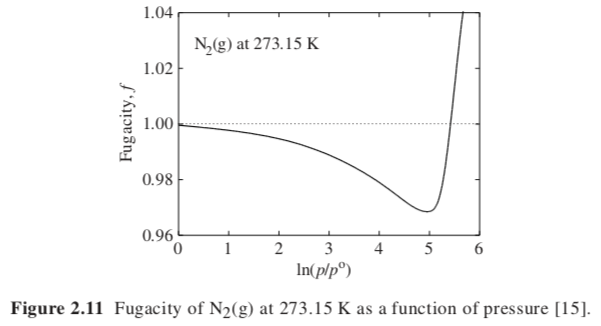 1.04
N₂(g) at 273.15 K
1.02
Fugacity, f
1.00
0.98
0.96
0 1 2 3 4 5 6
ln(p/p°)
Figure 2.11 Fugacity of N₂(g) at 273.15 K as a function of pressure [15].